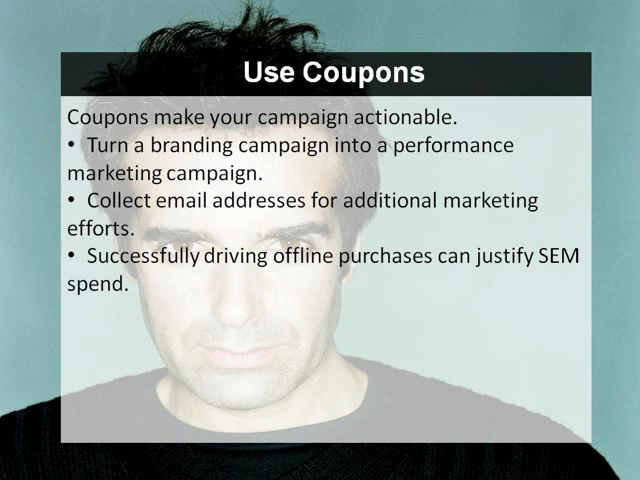 Use Coupons
Coupons make your campaign actionable.
• Turn a branding campaign into a performance
marketing campaign.
• Collect email addresses for additional marketing
efforts.
• Successfully driving offline purchases can justify SEM
spend.